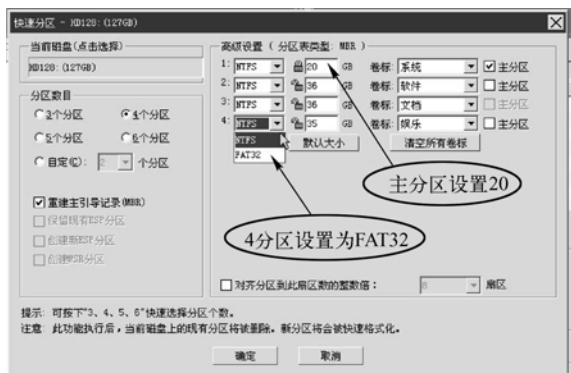 快速分区 - HD128:(127GB)
当前磁盘(点击选择)
HD128:(127GB)
分区数目
3个分区 4个分区
5个分区 6个分区
自定(C): 2 个分区
重建主引导记录(MBR)
保留现有ESP分区
创建新ESP分区
创建MSR分区
高级设置 ( 分区表类型: MBR )
1: NTFS 20 GB 卷标: 系统 主分区
2: NTFS 36 GB 卷标: 软件 主分区
3: NTFS 36 GB 卷标: 文档 主分区
4: NTFS 35 GB 卷标: 娱乐 主分区
NTFS
FAT32
默认大小 清空所有卷标
主分区设置20
4分区设置为FAT32
对齐分区到此扇区数的整数倍: 8 扇区
提示: 可按下"3、4、5、6"快速选择分区个数。
注意: 此功能执行后,当前磁盘上的现有分区将被删除。新分区将会被快速格式化。
确定 取消